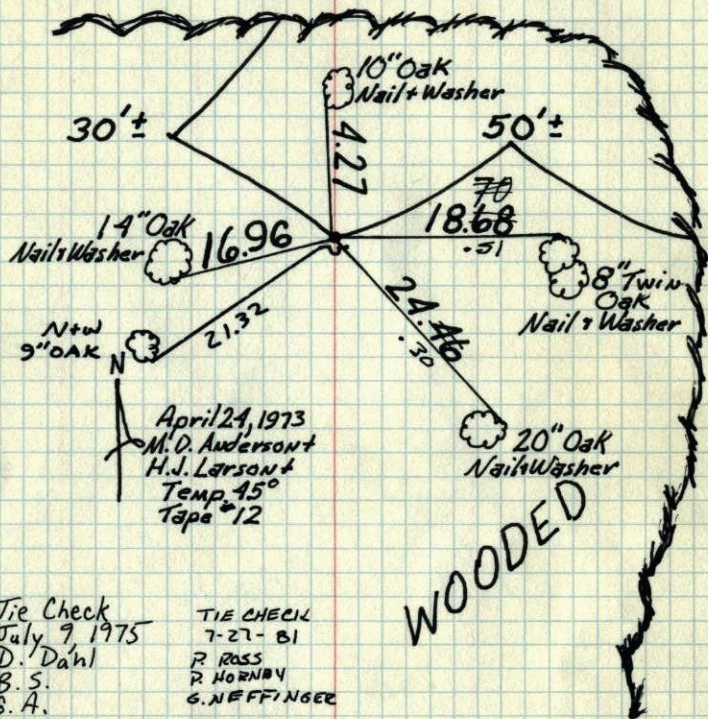 10" Oak
Nail + Washer
30'±
50'±
4.27
70
18.68
.51
14" Oak
Nail & Washer
16.96
8" Twin
Oak
Nail & Washer
24.46
.30
21.32
N+W
9" OAK
N
April 24, 1973
M.D. Anderson +
H.J. Larson +
Temp. 45°
Tape #12
20" Oak
Nail & Washer
WOODED
Tie Check
July 9, 1975
D. Dahl
B. S.
S. A.
TIE CHECK
7-27-81
P. ROSS
P. HORNBY
G. NEFFINGER